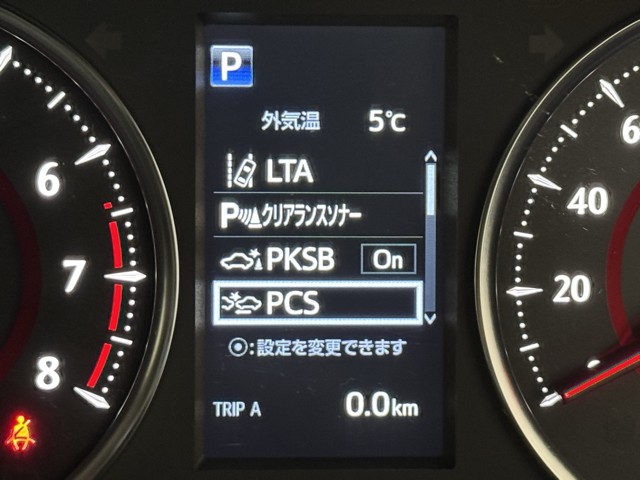 P
外気温 5℃
LTA
P クリアランスソナー
PKSB On
PCS
:設定を変更できます
TRIP A 0.0km
6
7
8
6
40
20